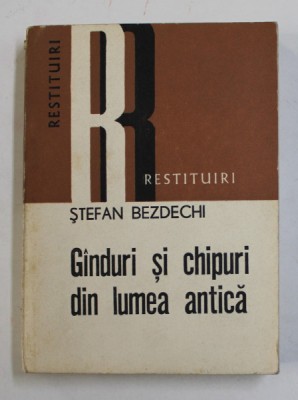 RESTITUIRI
R
RESTITUIRI
ŞTEFAN BEZDECHI
Gînduri şi chipuri
din lumea antică